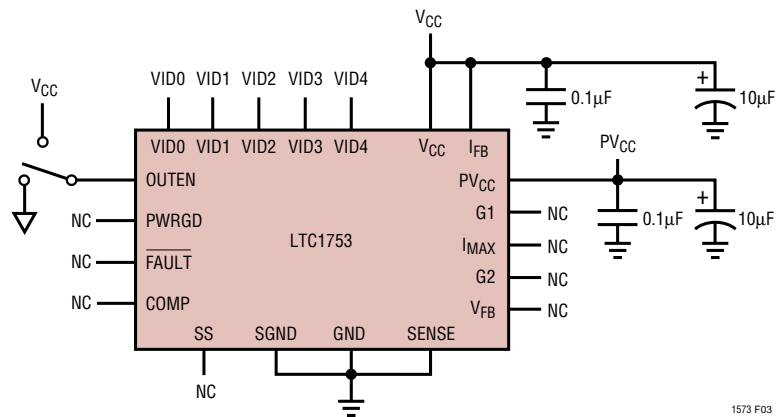 VCC
VCC VID0 VID1 VID2 VID3 VID4
+
0.1µF 10µF
VID0 VID1 VID2 VID3 VID4 VCC IFB
PVCC
OUTEN PVCC
+
NC PWRGD G1 NC 0.1µF 10µF
LTC1753
IMAX NC
NC FAULT
G2 NC
NC COMP VFB NC
SS SGND GND SENSE
NC
1573 F03